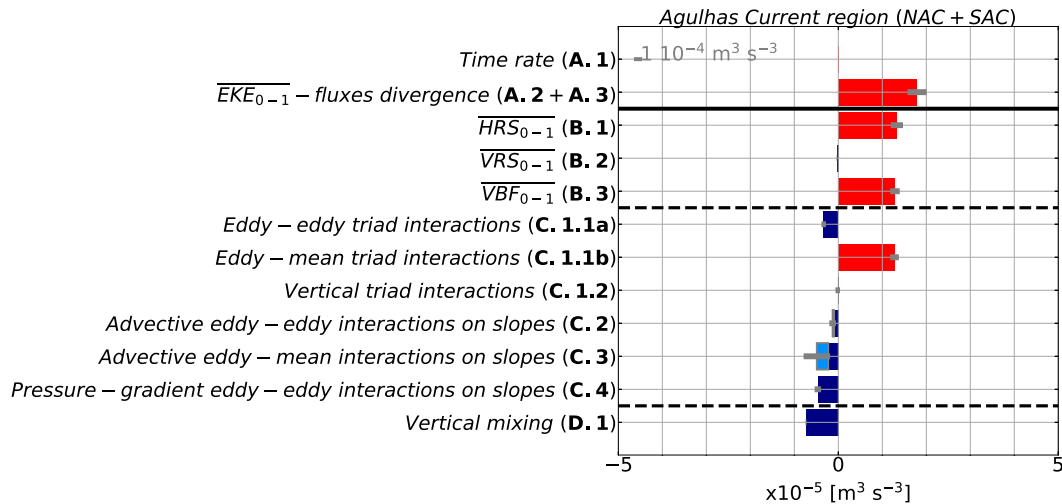 Agulhas Current region (NAC + SAC)
Time rate (A. 1)
1 10⁻⁴ m³ s⁻³
EKE₀₋₁ − fluxes divergence (A. 2 + A. 3)
HRS₀₋₁ (B. 1)
VRS₀₋₁ (B. 2)
VBF₀₋₁ (B. 3)
Eddy − eddy triad interactions (C. 1.1a)
Eddy − mean triad interactions (C. 1.1b)
Vertical triad interactions (C. 1.2)
Advective eddy − eddy interactions on slopes (C. 2)
Advective eddy − mean interactions on slopes (C. 3)
Pressure − gradient eddy − eddy interactions on slopes (C. 4)
Vertical mixing (D. 1)
−5 0 5
x10⁻⁵ [m³ s⁻³]